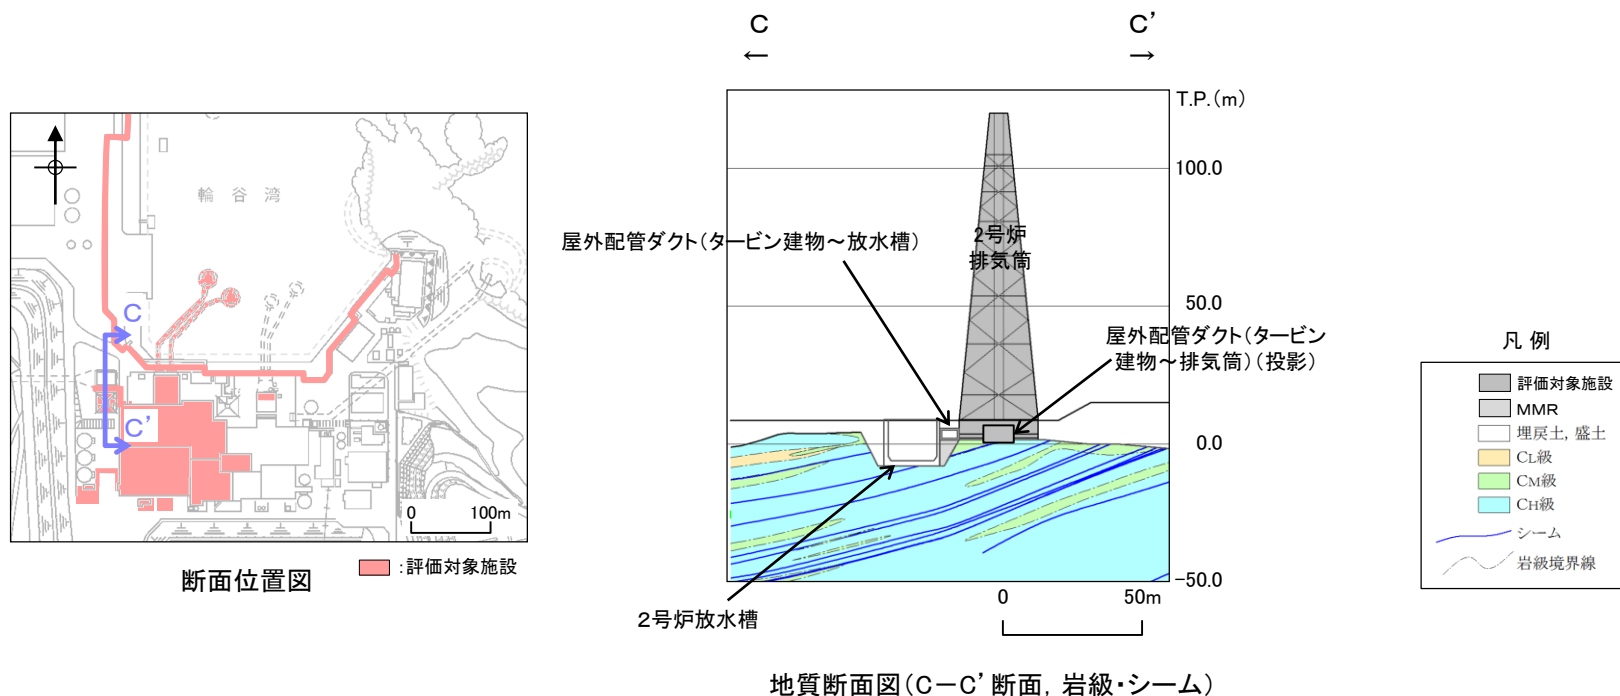 輪谷湾
C
C'
0 100m
断面位置図
:評価対象施設
C
C'
←
→
T.P.(m)
100.0
50.0
0.0
-50.0
屋外配管ダクト(タービン建物~放水槽)
2号炉
排気筒
屋外配管ダクト(タービン
建物~排気筒)(投影)
2号炉放水槽
0 50m
地質断面図(C-C'断面, 岩級・シーム)
凡 例
評価対象施設
MMR
埋戻土, 盛土
CL級
CM級
CH級
シーム
岩級境界線